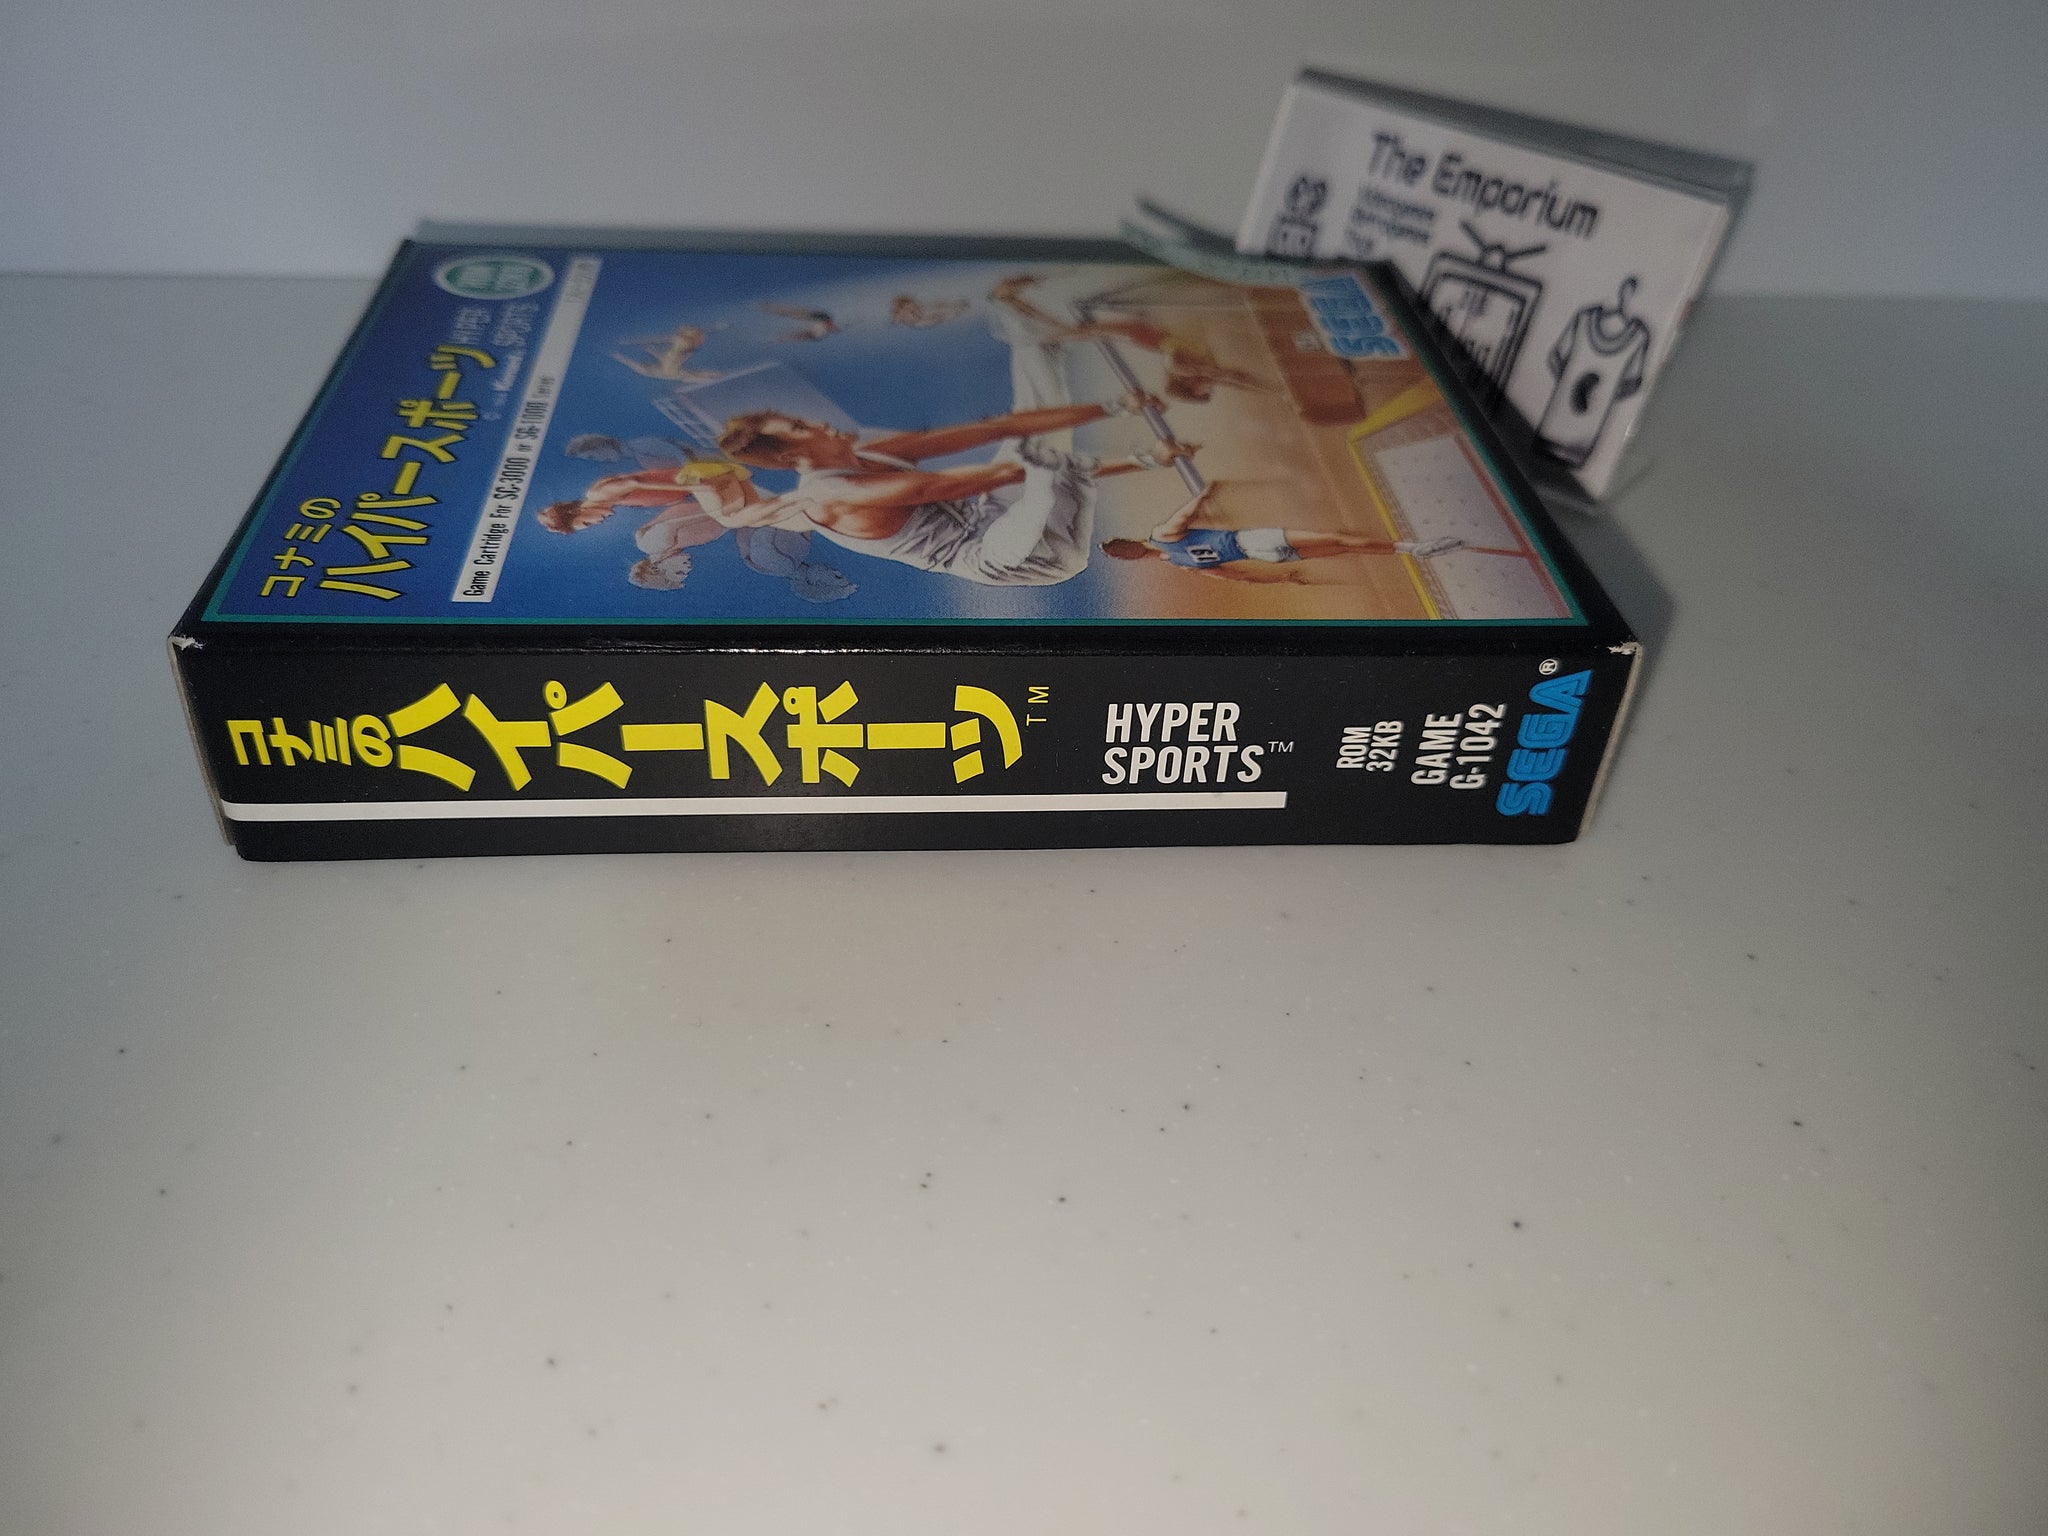 コナミの
ハイパースポーツ
HYPER
SPORTS
Konami
Game Cartridge For SC-3000 or SG-1000
SEGA
19
The Emporium
コナミの
ハイパースポーツ™
HYPER
SPORTS™
ROM
32KB
GAME
G-1042
SEGA®